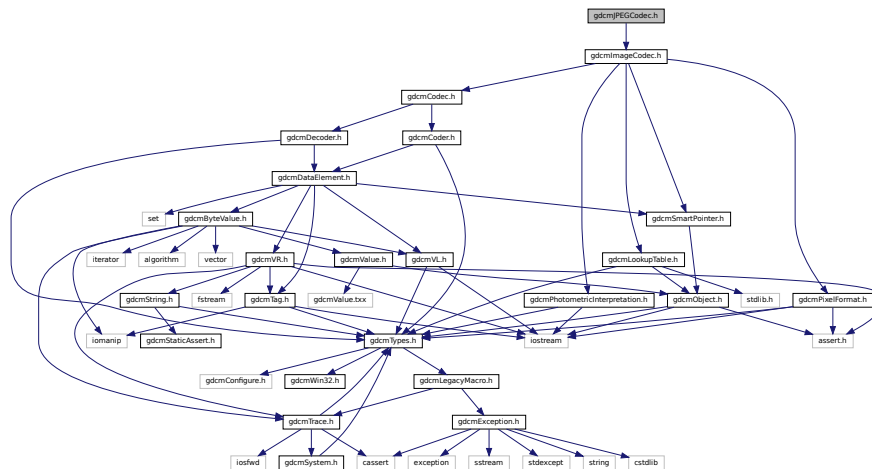 gdcmJPEGCodec.h
gdcmImageCodec.h
gdcmCodec.h
gdcmDecoder.h
gdcmCoder.h
gdcmDataElement.h
set
gdcmByteValue.h
gdcmSmartPointer.h
iterator
algorithm
vector
gdcmVR.h
gdcmValue.h
gdcmVL.h
gdcmLookupTable.h
gdcmString.h
fstream
gdcmTag.h
gdcmValue.txx
gdcmPhotometricInterpretation.h
gdcmObject.h
stdlib.h
gdcmPixelFormat.h
iomanip
gdcmStaticAssert.h
gdcmTypes.h
iostream
assert.h
gdcmConfigure.h
gdcmWin32.h
gdcmLegacyMacro.h
gdcmTrace.h
gdcmException.h
iosfwd
gdcmSystem.h
cassert
exception
sstream
stdexcept
string
cstdlib